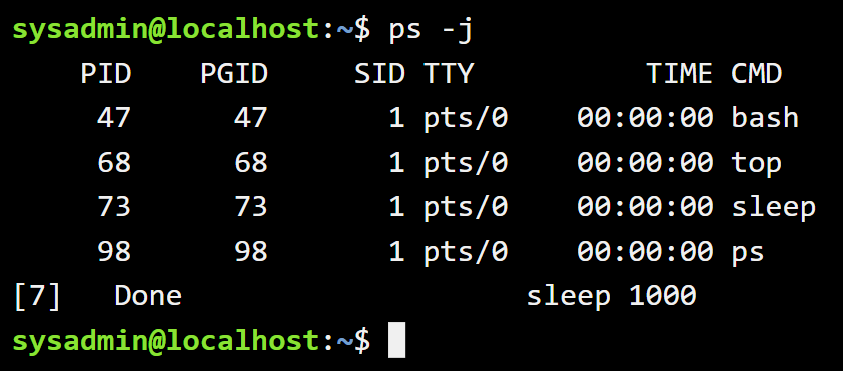 sysadmin@localhost:~$ ps -j
    PID    PGID     SID TTY          TIME CMD
     47      47       1 pts/0    00:00:00 bash
     68      68       1 pts/0    00:00:00 top
     73      73       1 pts/0    00:00:00 sleep
     98      98       1 pts/0    00:00:00 ps
[7]   Done                    sleep 1000
sysadmin@localhost:~$